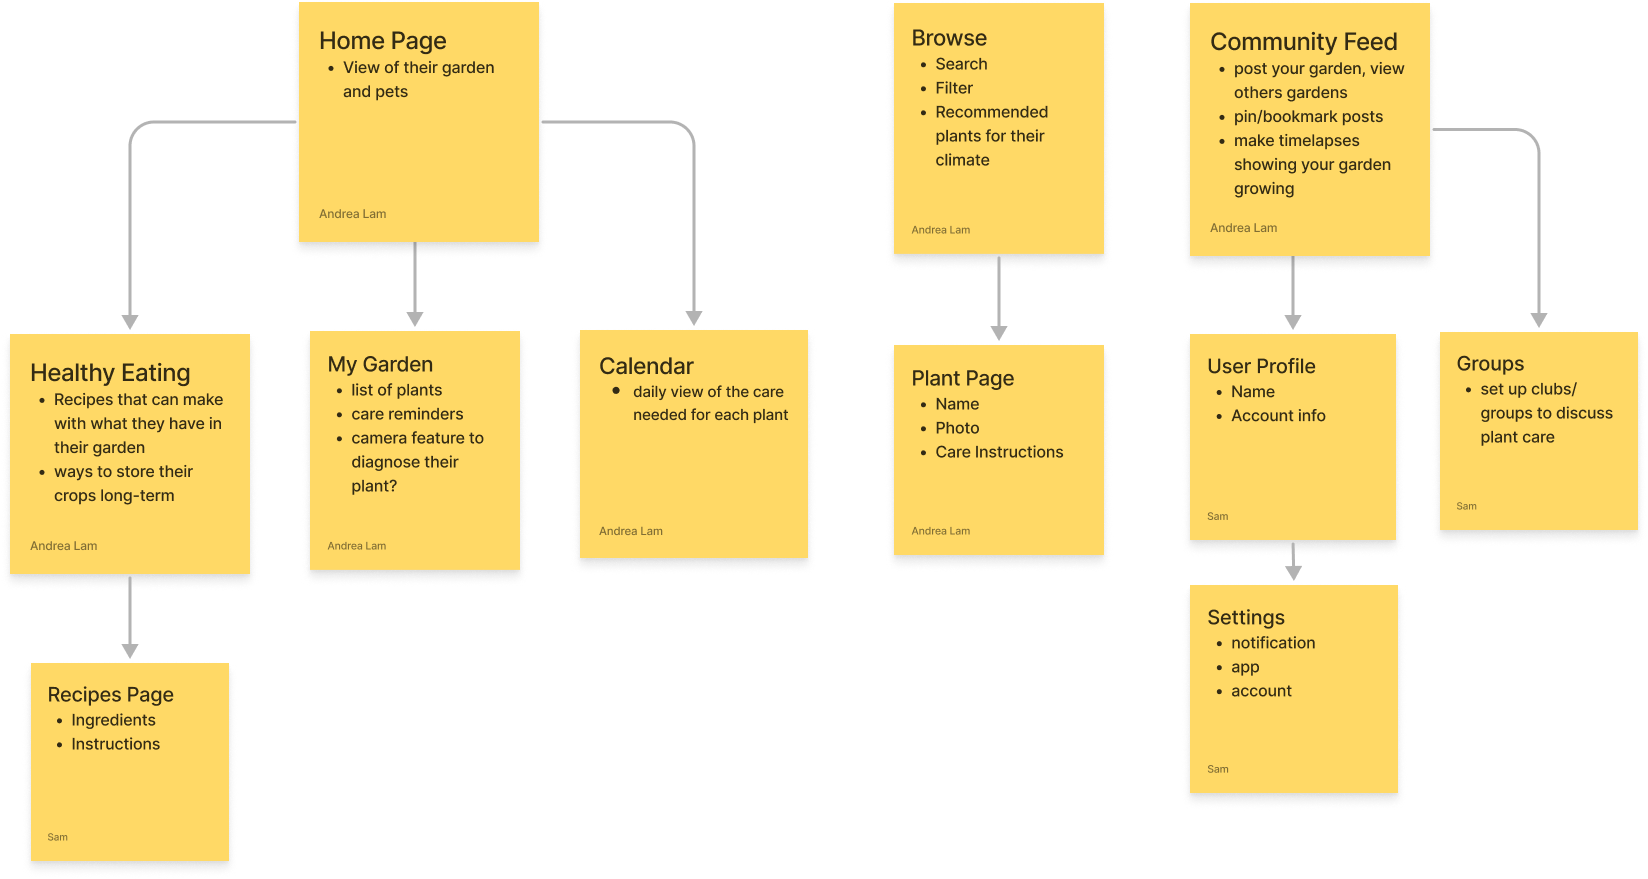 Home Page
• View of their garden
and pets
Andrea Lam
Browse
• Search
• Filter
• Recommended
plants for their
climate
Andrea Lam
Community Feed
• post your garden, view
others gardens
• pin/bookmark posts
• make timelapses
showing your garden
growing
Andrea Lam
Healthy Eating
• Recipes that can make
with what they have in
their garden
• ways to store their
crops long-term
Andrea Lam
My Garden
• list of plants
• care reminders
• camera feature to
diagnose their
plant?
Andrea Lam
Calendar
• daily view of the care
needed for each plant
Andrea Lam
Plant Page
• Name
• Photo
• Care Instructions
Andrea Lam
User Profile
• Name
• Account info
Sam
Groups
• set up clubs/
groups to discuss
plant care
Sam
Recipes Page
• Ingredients
• Instructions
Sam
Settings
• notification
• app
• account
Sam